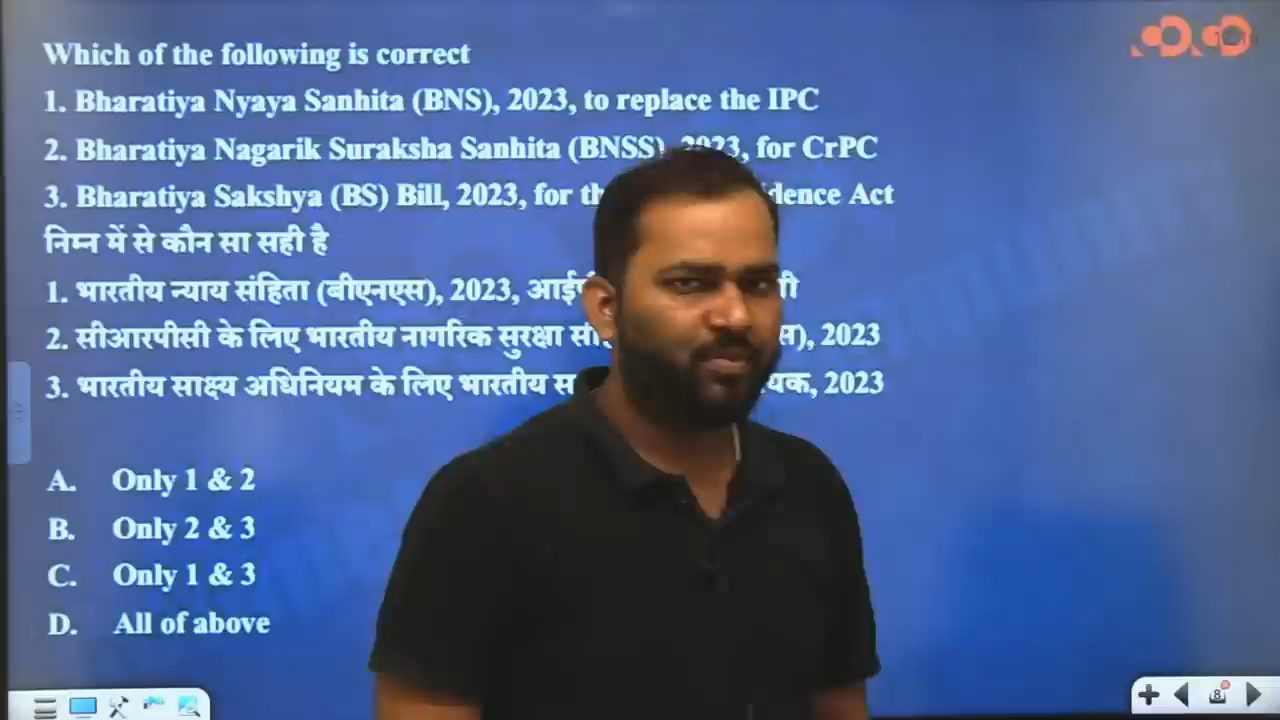 Which of the following is correct
1. Bharatiya Nyaya Sanhita (BNS), 2023, to replace the IPC
2. Bharatiya Nagarik Suraksha Sanhita (BNSS), 2023, for CrPC
3. Bharatiya Sakshya (BS) Bill, 2023, for Act
निम्न में से कौन सा सही है
1. भारतीय न्याय संहिता (बीएनएस), 2023,
2. सीआरपीसी के लिए भारतीय नागरिक सुरक्षा 2023
3. भारतीय साक्ष्य अधिनियम के लिए भारतीय 2023
A. Only 1 & 2
B. Only 2 & 3
C. Only 1 & 3
D. All of above
8